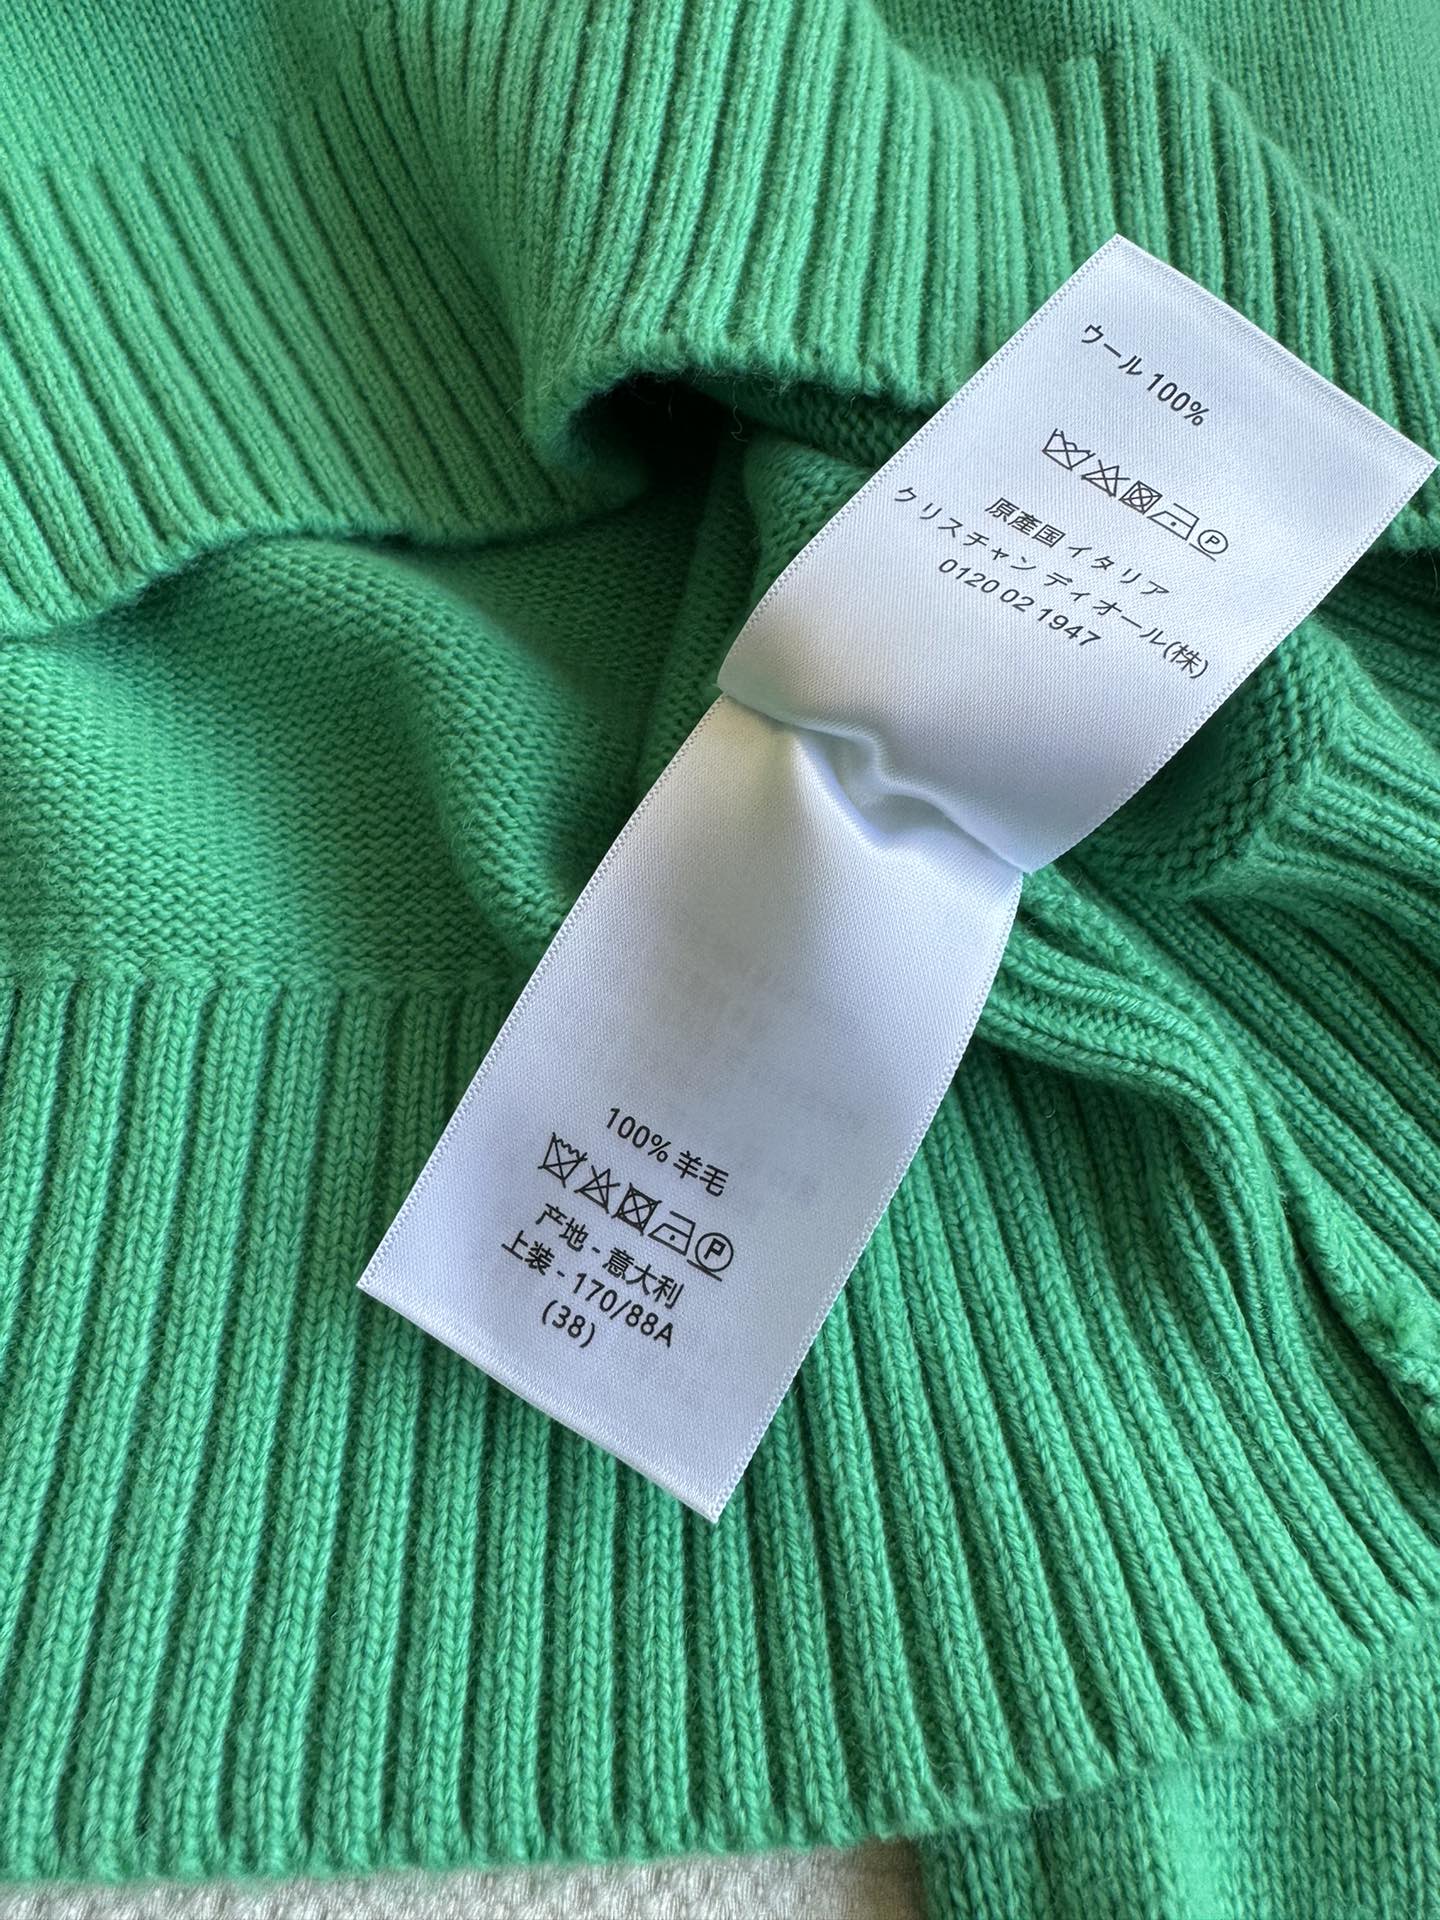 ウール 100%
P
原産国 イタリア
クリスチャン ディオール(株)
0120 02 1947
100% 羊毛
P
产地 - 意大利
上装 - 170/88A
(38)